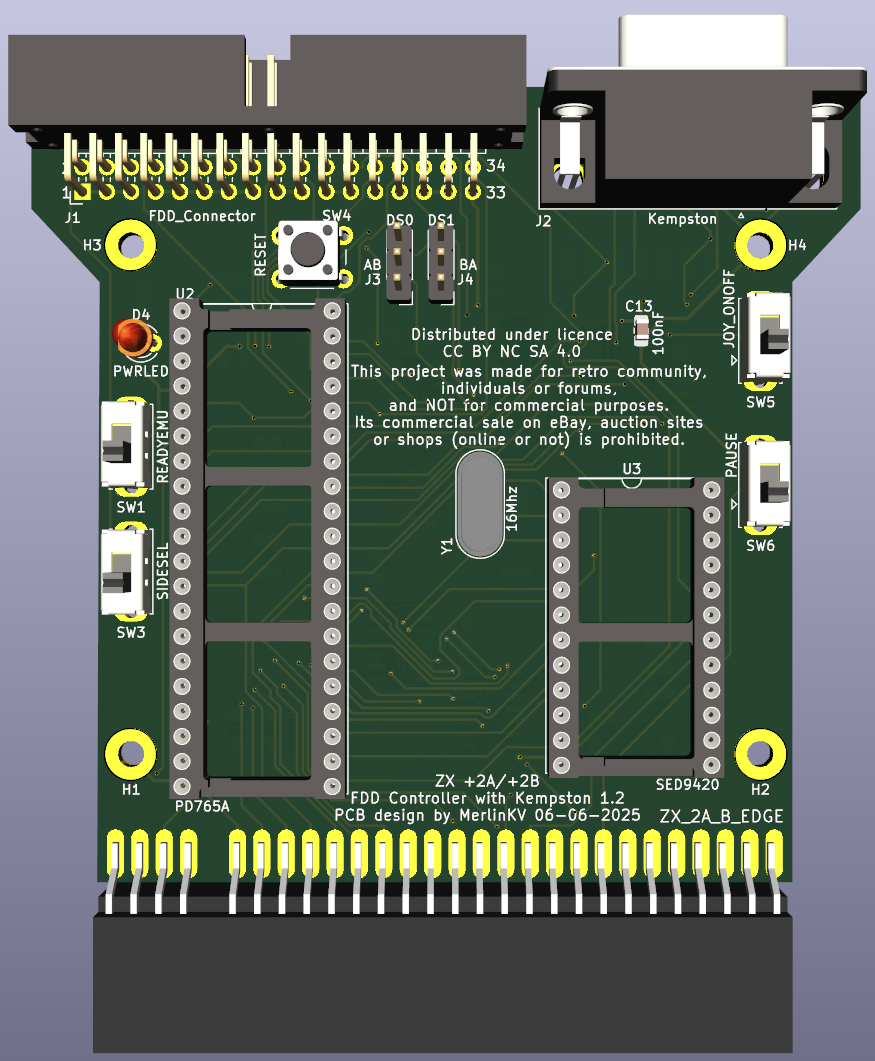 34
1
33
J1
FDD_Connector
SW4
DS0
DS1
J2
Kempston
H3
RESET
AB
BA
J3
J4
H4
U2
D4
PWRLED
C13
100nF
JOY_ONOFF
SW5
Distributed under licence
CC BY NC SA 4.0
This project was made for retro community,
individuals or forums,
and NOT for commercial purposes.
Its commercial sale on eBay, auction sites
or shops (online or not) is prohibited.
READYEMU
SW1
PAUSE
SW6
U3
Y1
16Mhz
SIDESEL
SW3
H1
PD765A
ZX +2A/+2B
FDD Controller with Kempston 1.2
PCB design by MerlinKV 06-06-2025
SED9420
H2
ZX_2A_B_EDGE